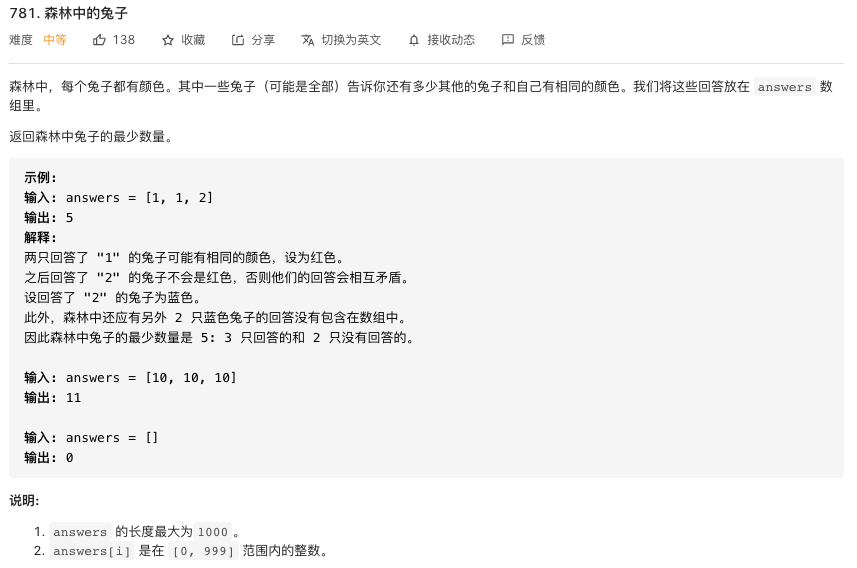 781. 森林中的兔子
难度 中等 138 收藏 分享 切换为英文 接收动态 反馈
森林中，每个兔子都有颜色。其中一些兔子（可能是全部）告诉你还有多少其他的兔子和自己有相同的颜色。我们将这些回答放在 answers 数
组里。
返回森林中兔子的最少数量。
示例:
输入: answers = [1, 1, 2]
输出: 5
解释:
两只回答了 "1" 的兔子可能有相同的颜色，设为红色。
之后回答了 "2" 的兔子不会是红色，否则他们的回答会相互矛盾。
设回答了 "2" 的兔子为蓝色。
此外，森林中还应有另外 2 只蓝色兔子的回答没有包含在数组中。
因此森林中兔子的最少数量是 5: 3 只回答的和 2 只没有回答的。
输入: answers = [10, 10, 10]
输出: 11
输入: answers = []
输出: 0
说明:
1. answers 的长度最大为 1000 。
2. answers[i] 是在 [0, 999] 范围内的整数。